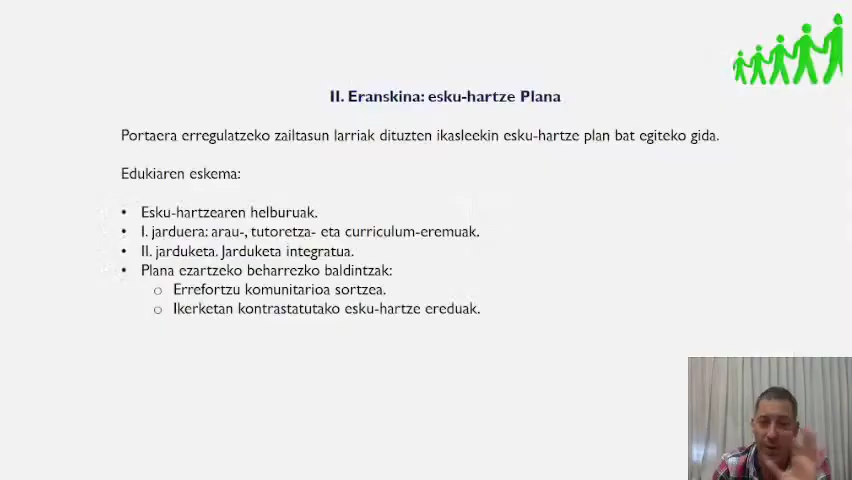 II. Eranskina: esku-hartze Plana
Portaera erregulatzeko zailtasun larriak dituzten ikasleekin esku-hartze plan bat egiteko gida.
Edukiaren eskema:
• Esku-hartzearen helburuak.
• I. jarduera: arau-, tutoretza- eta curriculum-eremuak.
• II. jarduketa. Jarduketa integratua.
• Plana ezartzeko beharrezko baldintzak:
o Errefortzu komunitarioa sortzea.
o Ikerketan kontrastatutako esku-hartze ereduak.